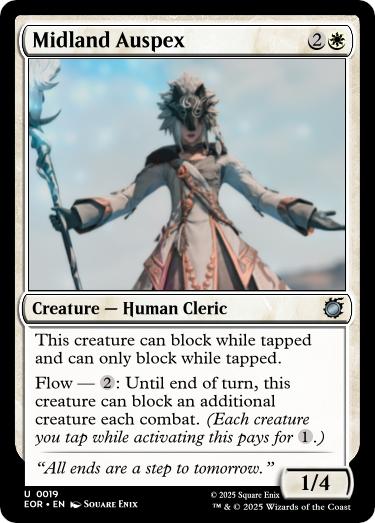 Midland Auspex 2
Creature — Human Cleric
This creature can block while tapped
and can only block while tapped.
Flow — 2: Until end of turn, this
creature can block an additional
creature each combat. (Each creature
you tap while activating this pays for 1.)
“All ends are a step to tomorrow.”
1/4
U 0019
EOR • EN SQUARE ENIX
© 2025 Square Enix
™ & © 2025 Wizards of the Coast